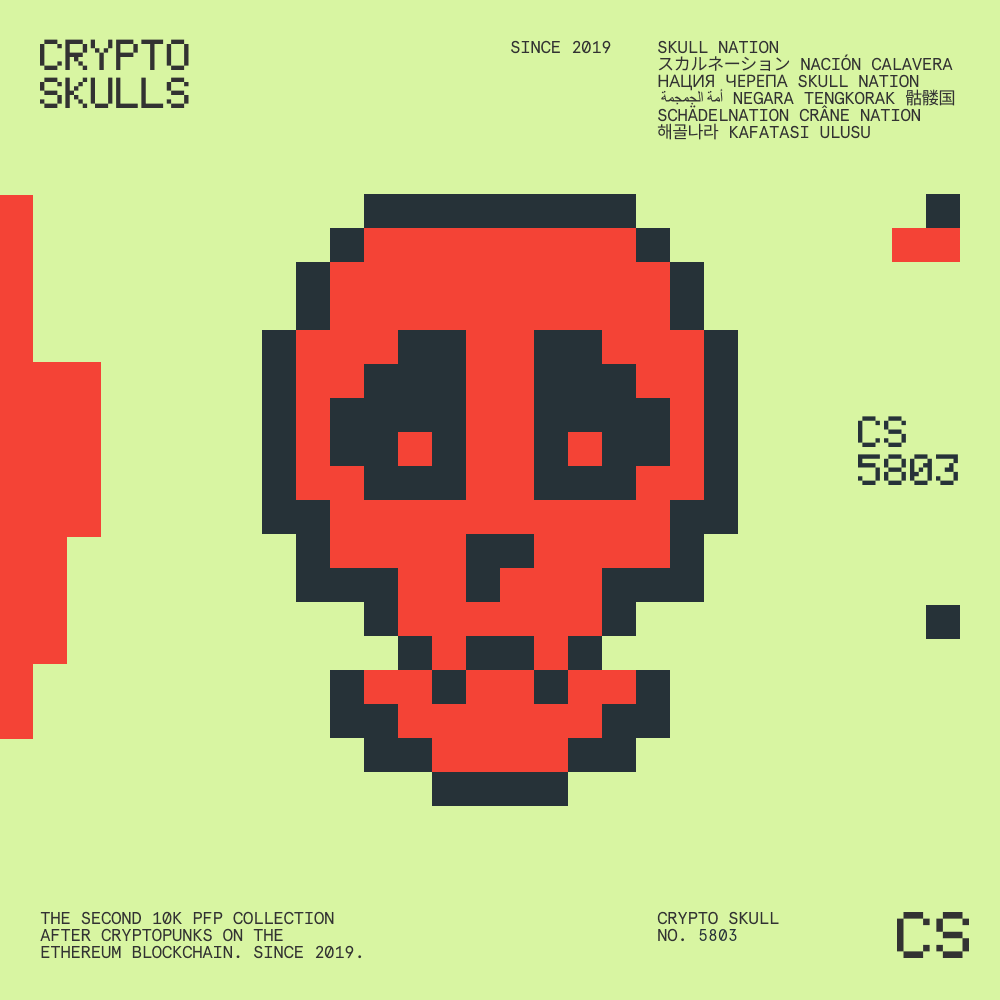 CRYPTO
SKULLS
SINCE 2019
SKULL NATION
スカルネーション NACIÓN CALAVERA
НАЦИЯ ЧЕРЕПА SKULL NATION
أمة الجمجمة NEGARA TENGKORAK 骷髅国
SCHÄDELNATION CRÂNE NATION
해골나라 KAFATASI ULUSU
CS
5803
THE SECOND 10K PFP COLLECTION
AFTER CRYPTOPUNKS ON THE
ETHEREUM BLOCKCHAIN. SINCE 2019.
CRYPTO SKULL
NO. 5803
CS